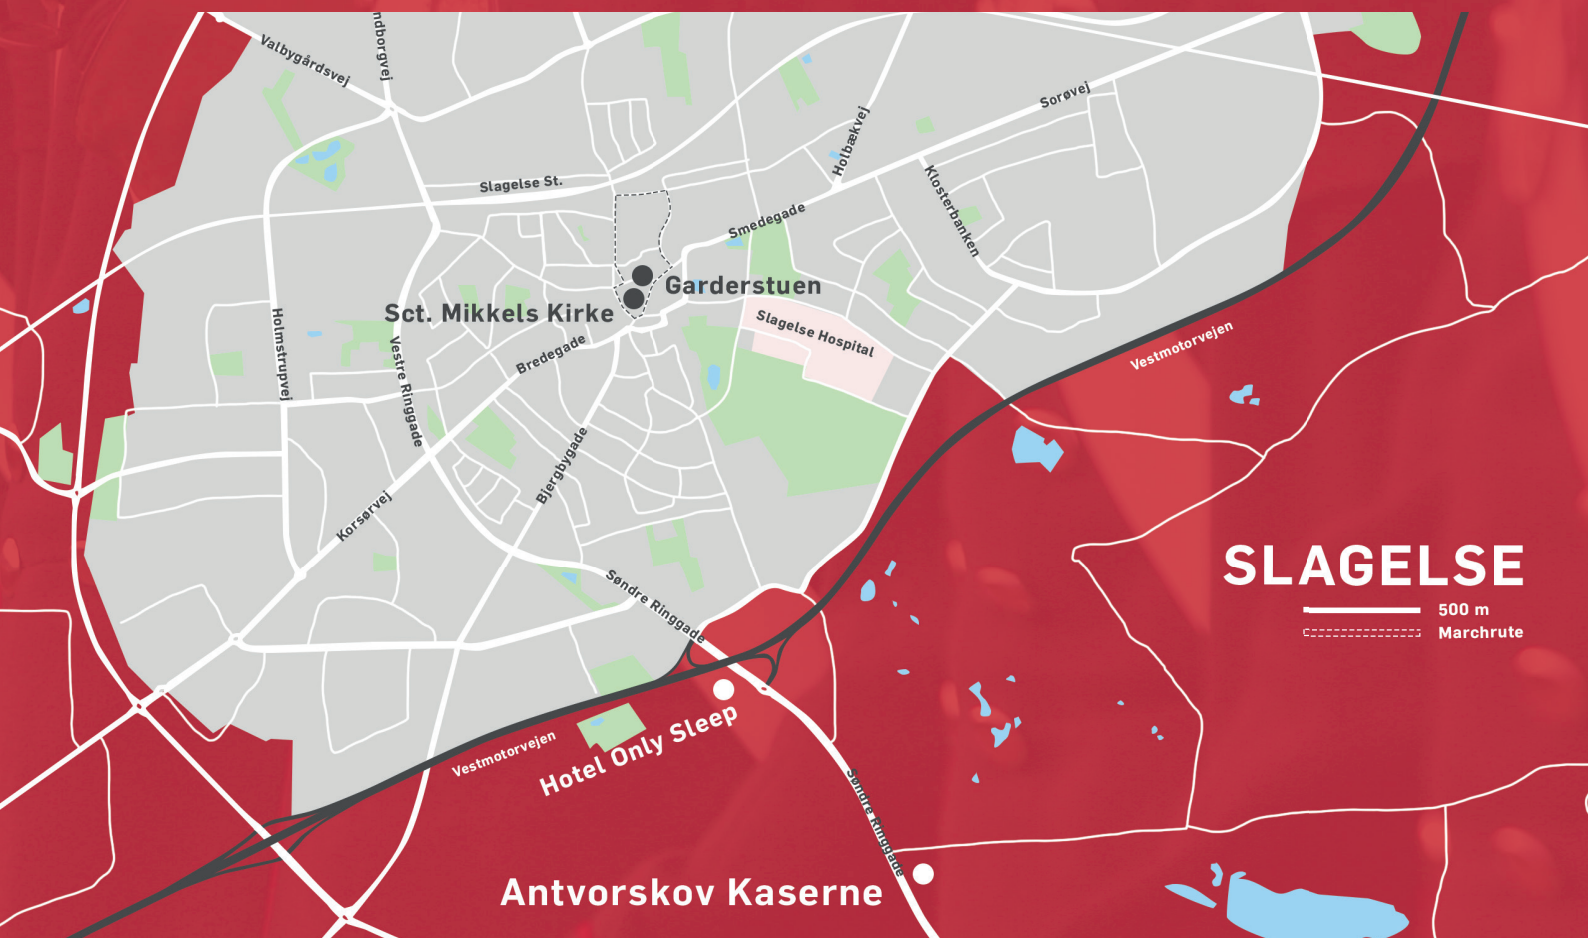 Valbygårdsvej
ndborgvej
Slagelse St.
Holbækvej
Sorøvej
Klosterbanken
Smedegade
Garderstuen
Sct. Mikkels Kirke
Slagelse Hospital
Holmstrupvej
Vestre Ringgade
Bredegade
Vestmotorvejen
Bjergbygade
Korsørvej
SLAGELSE
500 m
Marchrute
Søndre Ringgade
Hotel Only Sleep
Vestmotorvejen
Søndre Ringgade
Antvorskov Kaserne